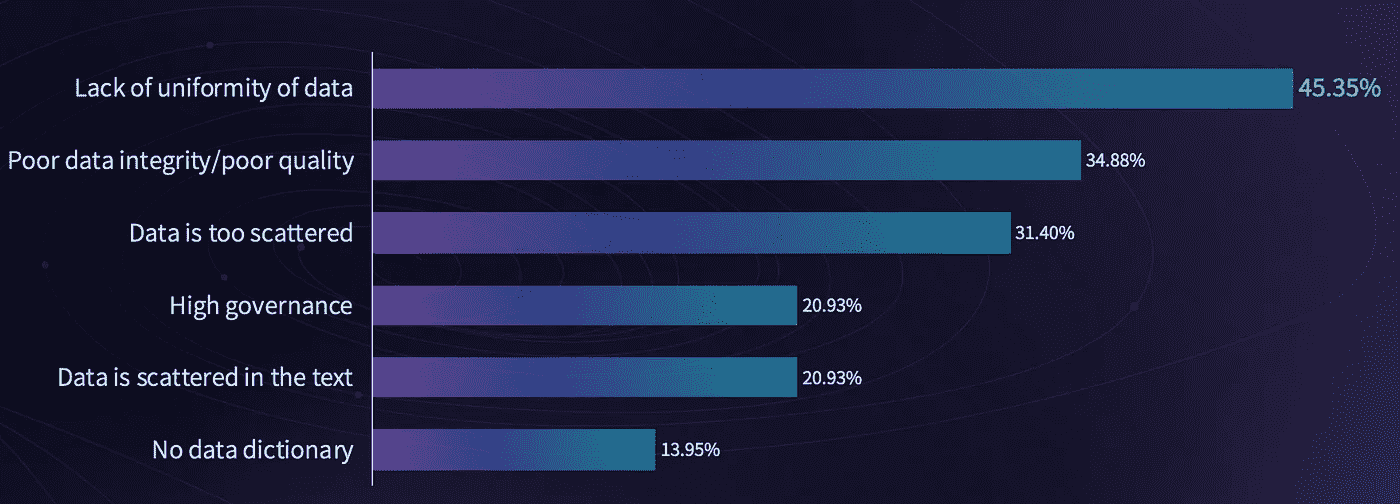 Lack of uniformity of data 45.35%
Poor data integrity/poor quality 34.88%
Data is too scattered 31.40%
High governance 20.93%
Data is scattered in the text 20.93%
No data dictionary 13.95%